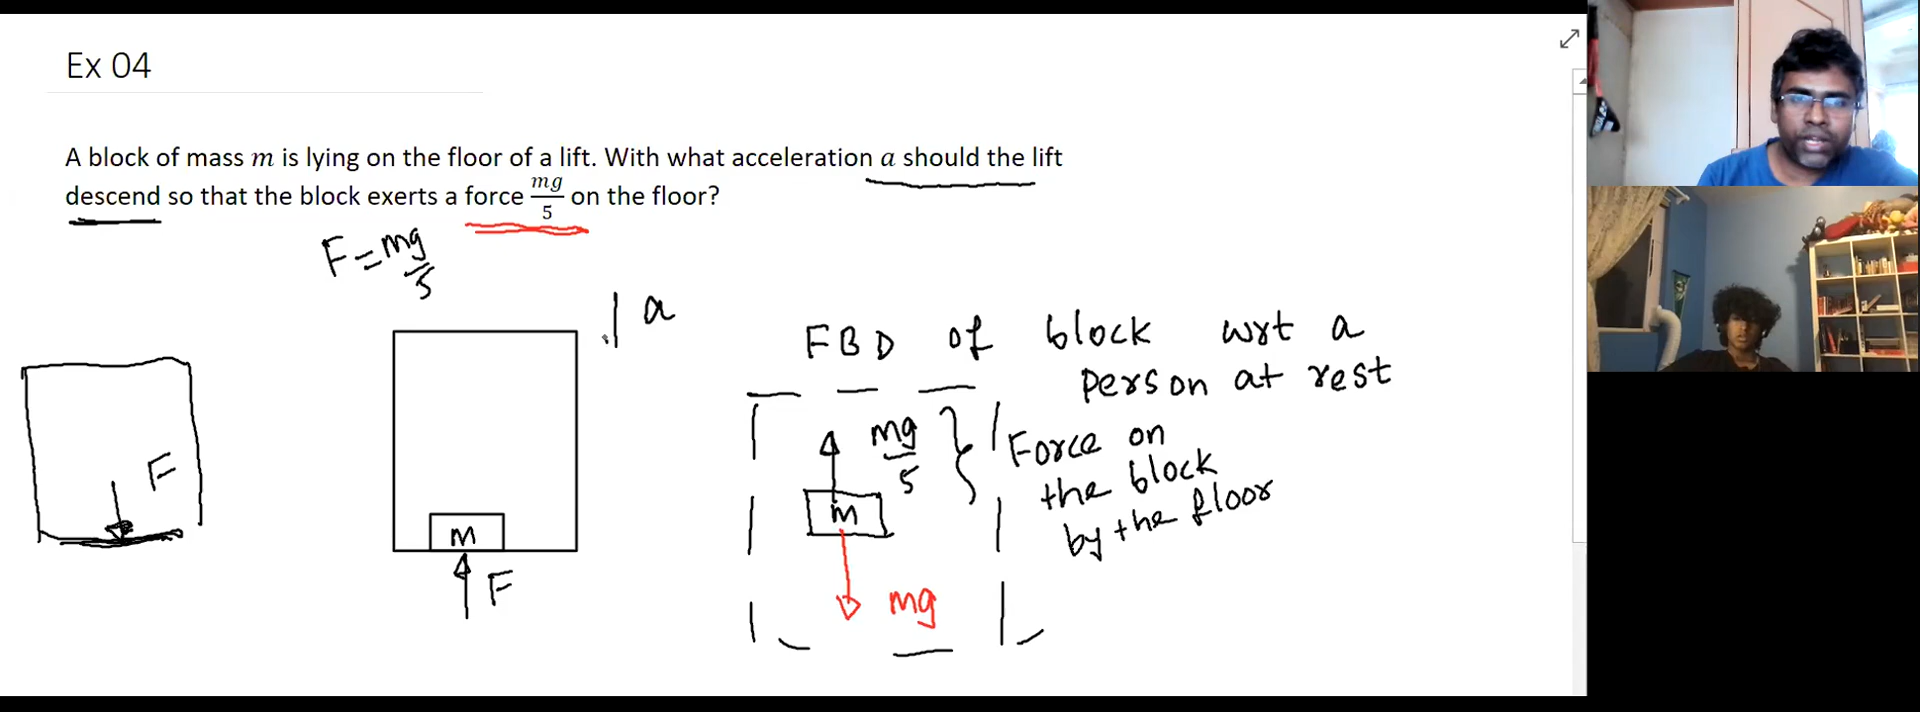 Ex 04
A block of mass m is lying on the floor of a lift. With what acceleration a should the lift
descend so that the block exerts a force mg/5 on the floor?
F = mg/5
a
FBD of block wrt a
person at rest
mg/5
Force on
the block
by the floor
F
m
m
F
mg